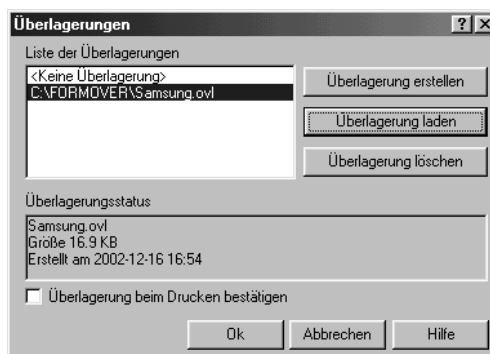 Überlagerungen
Liste der Überlagerungen
<Keine Überlagerung>
C:\FORMOVER\Samsung.ovl
Überlagerung erstellen
Überlagerung laden
Überlagerung löschen
Überlagerungsstatus
Samsung.ovl
Größe 16.9 KB
Erstellt am 2002-12-16 16:54
Überlagerung beim Drucken bestätigen
Ok
Abbrechen
Hilfe